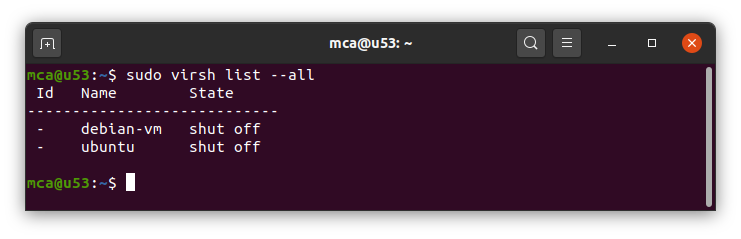 mca@u53: ~
mca@u53:~$ sudo virsh list --all
 Id   Name        State
----------------------------
 -    debian-vm   shut off
 -    ubuntu      shut off
mca@u53:~$